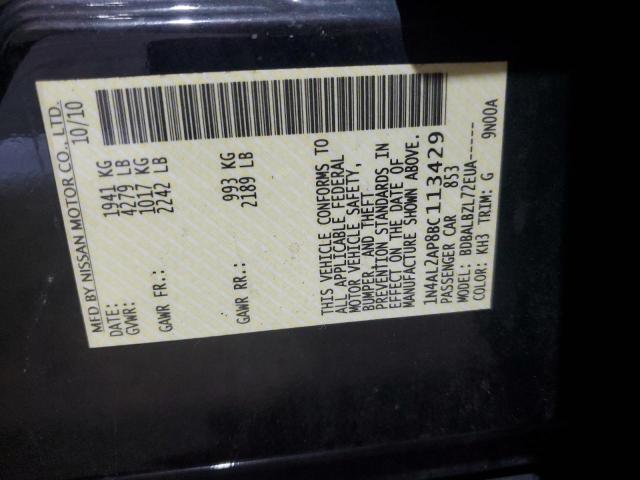 MFD BY NISSAN MOTOR CO., LTD.
DATE: 10/10
GVWR: 1941 KG
4279 LB
GAWR FR.: 1017 KG
2242 LB
GAWR RR.: 993 KG
2189 LB
THIS VEHICLE CONFORMS TO
ALL APPLICABLE FEDERAL
MOTOR VEHICLE SAFETY,
BUMPER, AND THEFT
PREVENTION STANDARDS IN
EFFECT ON THE DATE OF
MANUFACTURE SHOWN ABOVE.
1N4AL2AP8BC113429
PASSENGER CAR 853
MODEL: BDBALBZL72EUA-----
COLOR: KH3 TRIM: G 9N00A